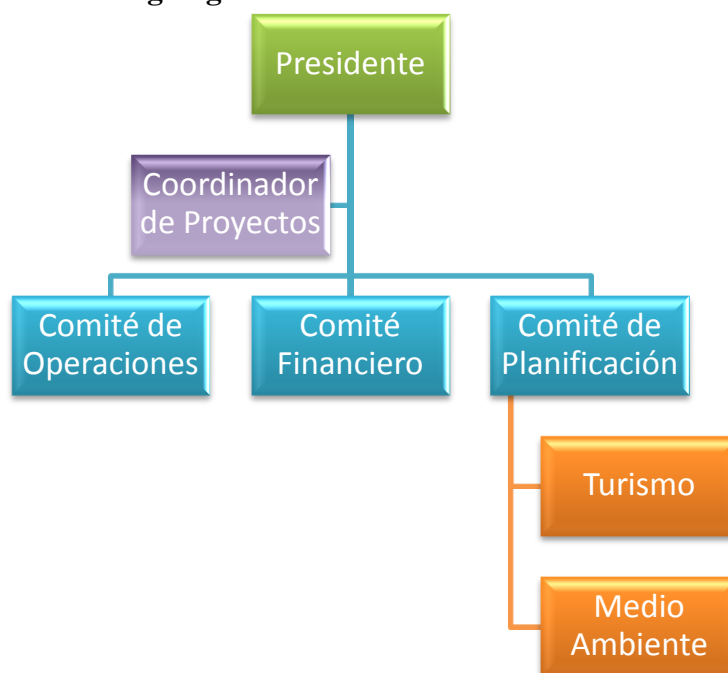 Presidente
Coordinador
de Proyectos
Comité de
Operaciones
Comité
Financiero
Comité de
Planificación
Turismo
Medio
Ambiente